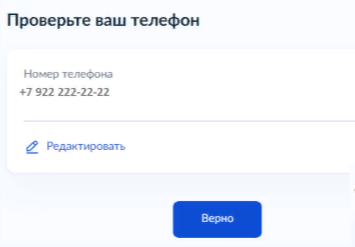 Проверьте ваш телефон
Номер телефона
+7 922 222-22-22
Редактировать
Верно